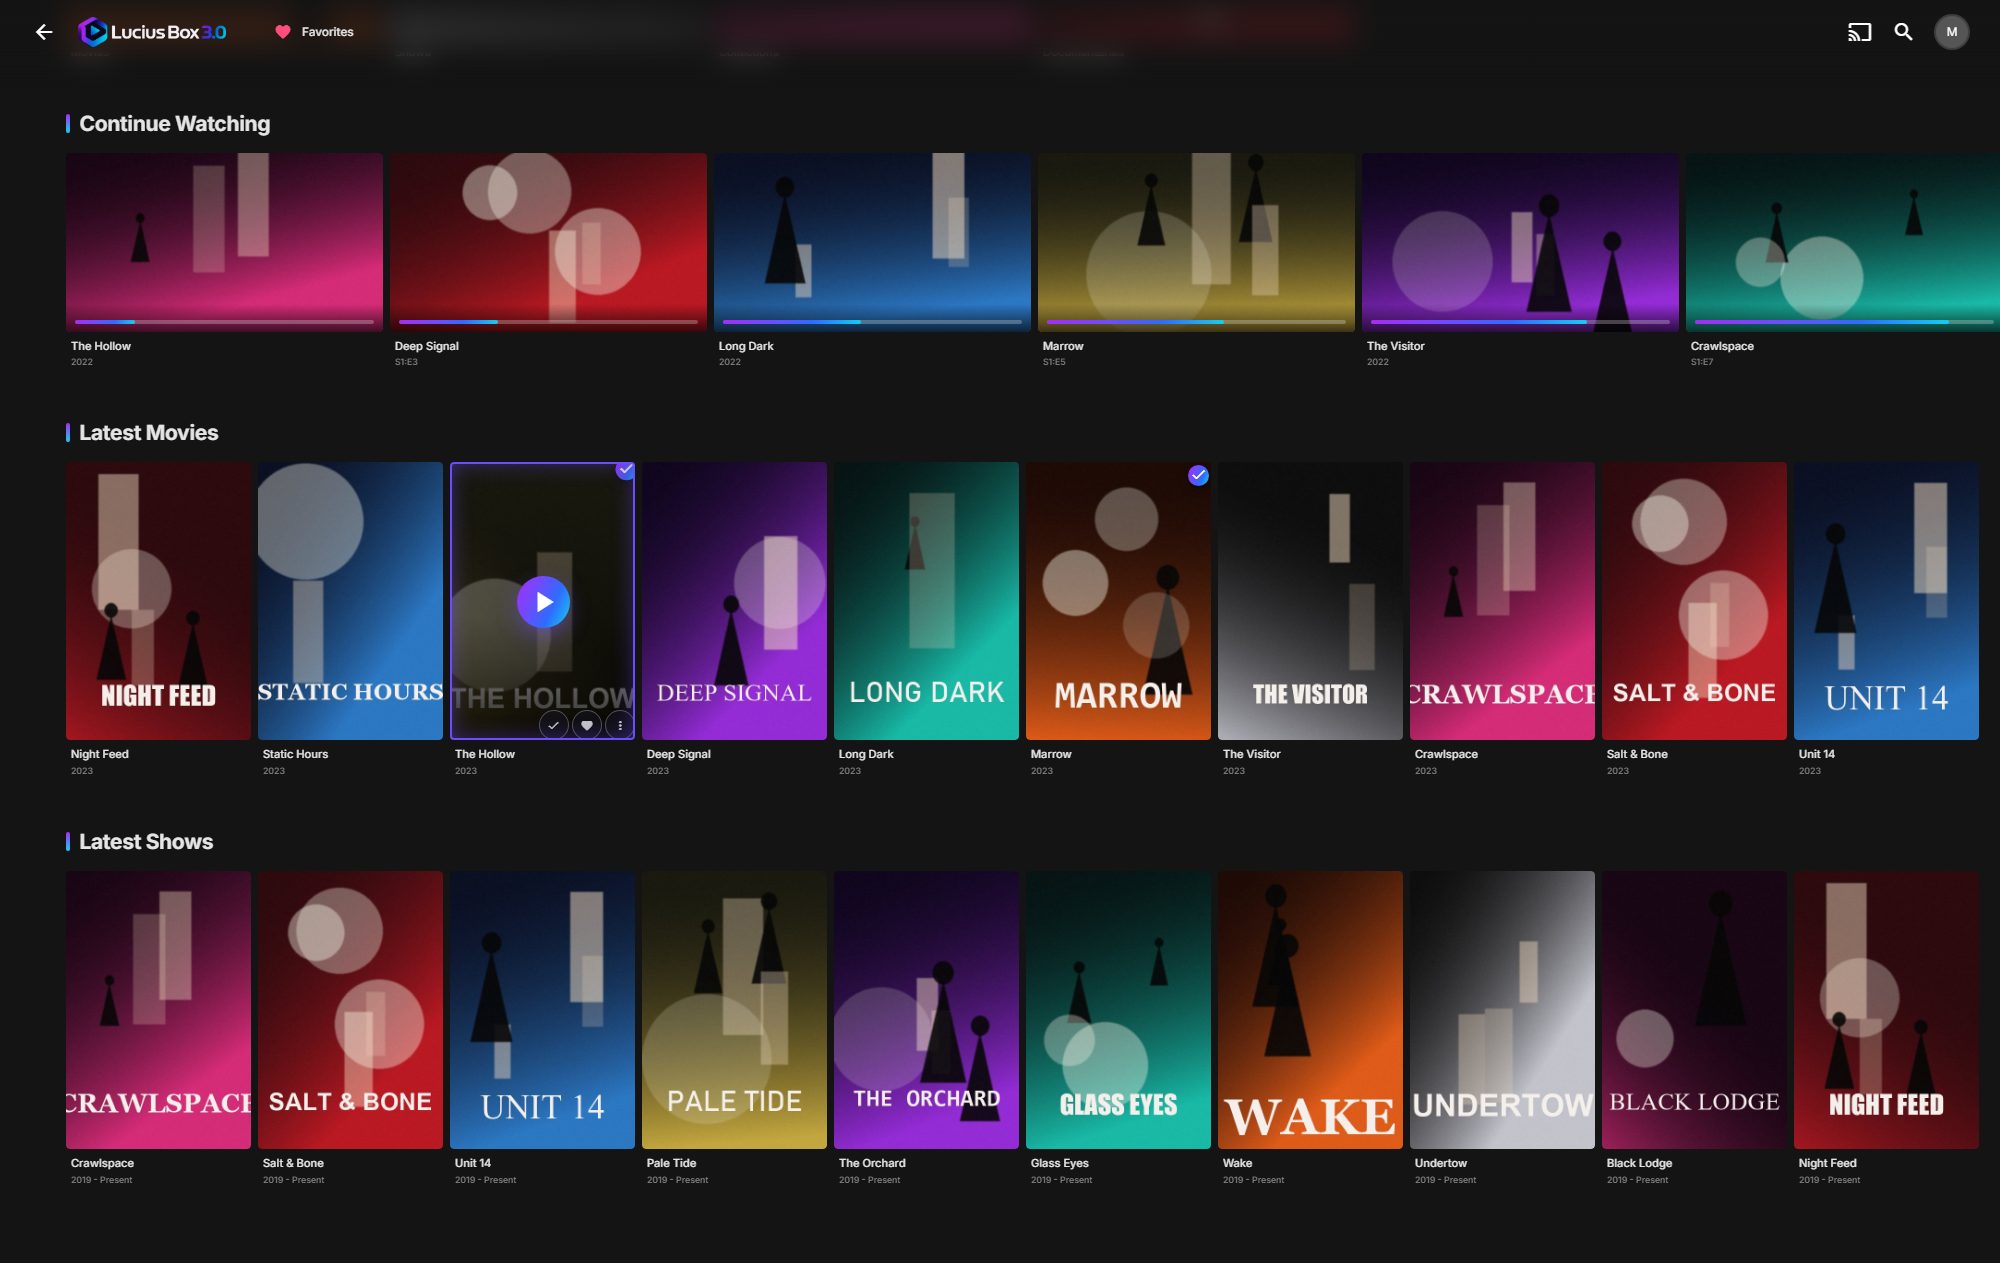 Lucius Box 3.0
Favorites
M
Continue Watching
The Hollow
2022
Deep Signal
S1:E3
Long Dark
2022
Marrow
S1:E5
The Visitor
2022
Crawlspace
S1:E7
Latest Movies
NIGHT FEED
STATIC HOURS
THE HOLLOW
DEEP SIGNAL
LONG DARK
MARROW
THE VISITOR
CRAWLSPACE
SALT & BONE
UNIT 14
Night Feed
2023
Static Hours
2023
The Hollow
2023
Deep Signal
2023
Long Dark
2023
Marrow
2023
The Visitor
2023
Crawlspace
2023
Salt & Bone
2023
Unit 14
2023
Latest Shows
CRAWLSPACE
SALT & BONE
UNIT 14
PALE TIDE
THE ORCHARD
GLASS EYES
WAKE
UNDERTOW
BLACK LODGE
NIGHT FEED
Crawlspace
2019 - Present
Salt & Bone
2019 - Present
Unit 14
2019 - Present
Pale Tide
2019 - Present
The Orchard
2019 - Present
Glass Eyes
2019 - Present
Wake
2019 - Present
Undertow
2019 - Present
Black Lodge
2019 - Present
Night Feed
2019 - Present